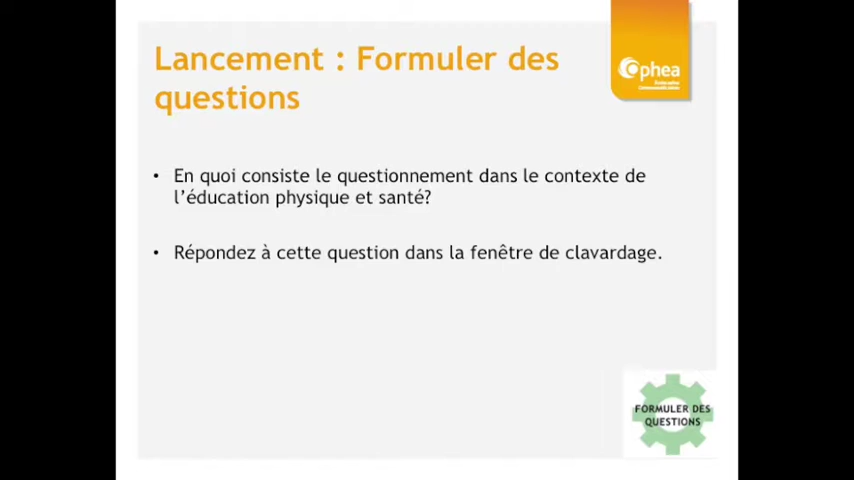 Lancement : Formuler des
questions
Ophea
• En quoi consiste le questionnement dans le contexte de
l'éducation physique et santé?
• Répondez à cette question dans la fenêtre de clavardage.
FORMULER DES
QUESTIONS